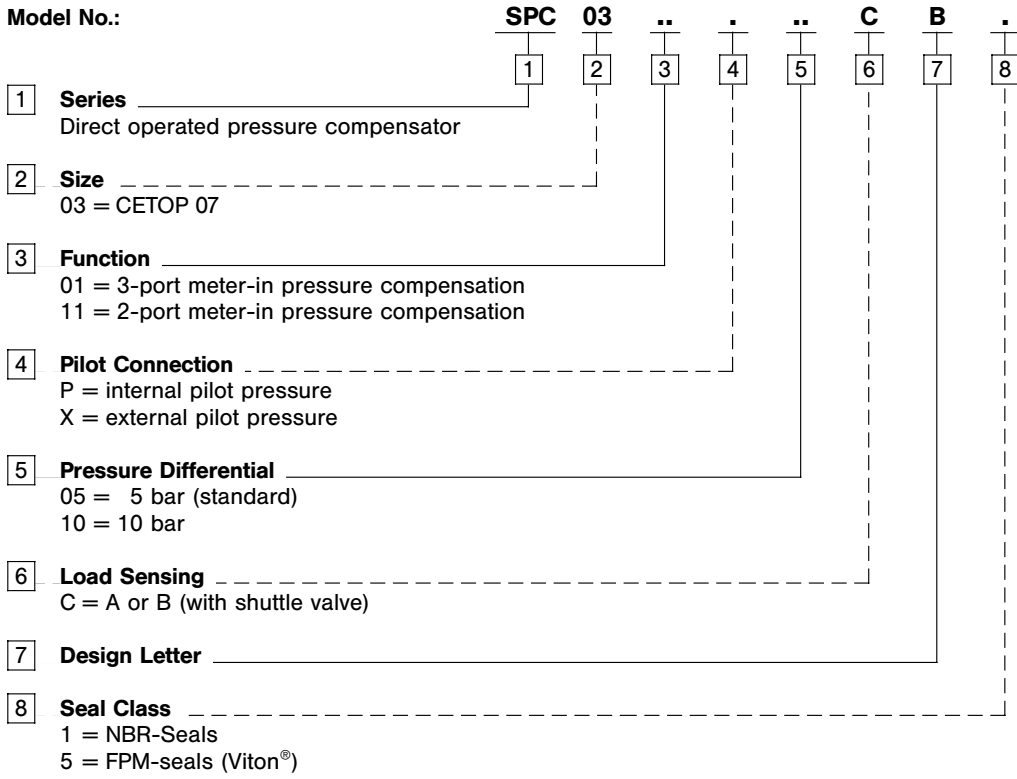 Model No.: SPC 03 .. . .. C B .
1 2 3 4 5 6 7 8
1 Series
Direct operated pressure compensator
2 Size
03 = CETOP 07
3 Function
01 = 3-port meter-in pressure compensation
11 = 2-port meter-in pressure compensation
4 Pilot Connection
P = internal pilot pressure
X = external pilot pressure
5 Pressure Differential
05 = 5 bar (standard)
10 = 10 bar
6 Load Sensing
C = A or B (with shuttle valve)
7 Design Letter
8 Seal Class
1 = NBR-Seals
5 = FPM-seals (Viton®)